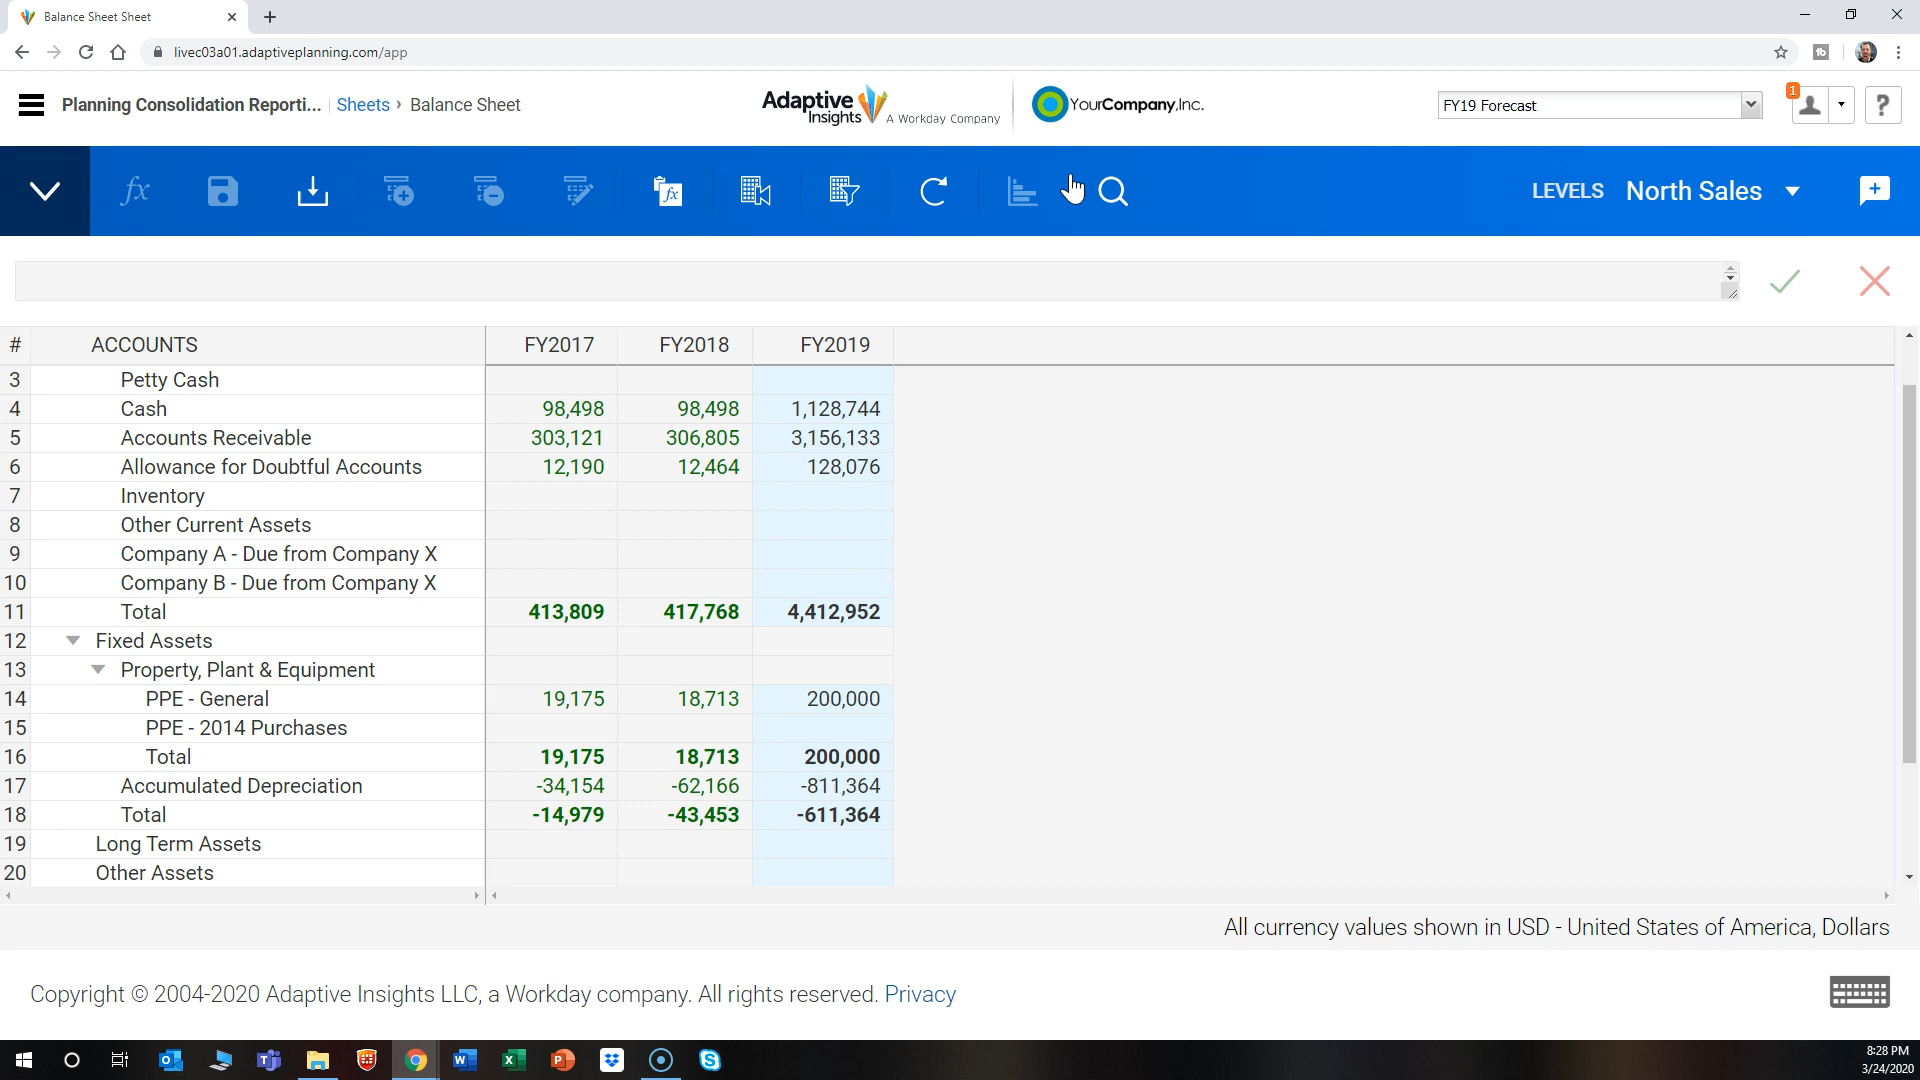 Balance Sheet Sheet
livec03a01.adaptiveplanning.com/app
Planning Consolidation Reporti... Sheets › Balance Sheet
Adaptive Insights A Workday Company
YourCompany,Inc.
FY19 Forecast
1
?
fx
fx
LEVELS North Sales
# ACCOUNTS FY2017 FY2018 FY2019
3 Petty Cash
4 Cash 98,498 98,498 1,128,744
5 Accounts Receivable 303,121 306,805 3,156,133
6 Allowance for Doubtful Accounts 12,190 12,464 128,076
7 Inventory
8 Other Current Assets
9 Company A - Due from Company X
10 Company B - Due from Company X
11 Total 413,809 417,768 4,412,952
12 Fixed Assets
13 Property, Plant & Equipment
14 PPE - General 19,175 18,713 200,000
15 PPE - 2014 Purchases
16 Total 19,175 18,713 200,000
17 Accumulated Depreciation -34,154 -62,166 -811,364
18 Total -14,979 -43,453 -611,364
19 Long Term Assets
20 Other Assets
All currency values shown in USD - United States of America, Dollars
Copyright © 2004-2020 Adaptive Insights LLC, a Workday company. All rights reserved. Privacy
8:28 PM
3/24/2020